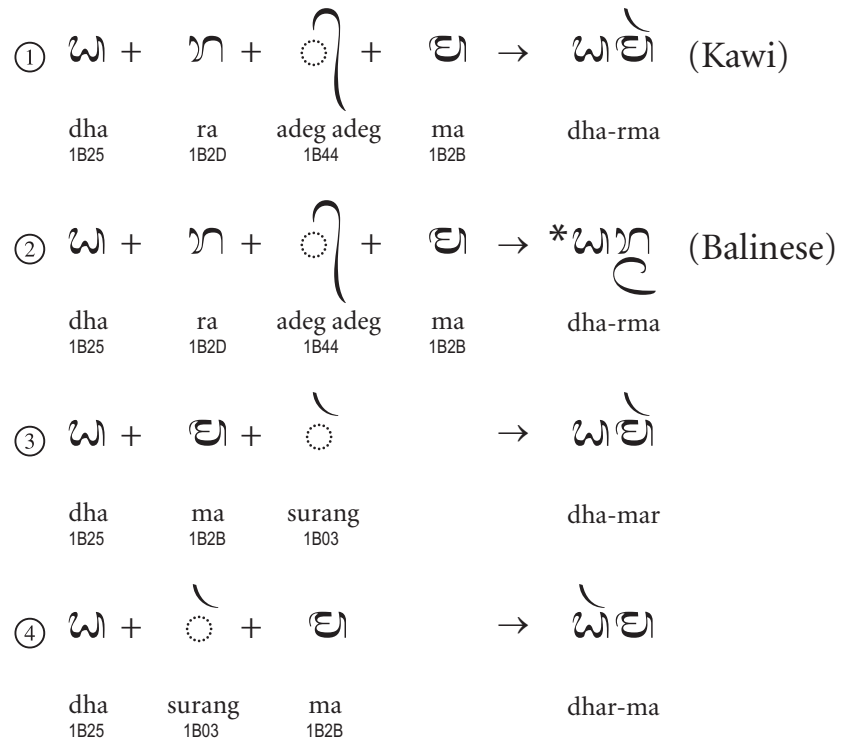 ① ᬥ + ᬭ + ◌᭄ + ᬫ → ᬥᬫᬃ (Kawi)
dha ra adeg adeg ma dha-rma
1B25 1B2D 1B44 1B2B
② ᬥ + ᬭ + ◌᭄ + ᬫ → *ᬥᬭ᭄ᬫ (Balinese)
dha ra adeg adeg ma dha-rma
1B25 1B2D 1B44 1B2B
③ ᬥ + ᬫ + ◌ᬃ → ᬥᬫᬃ
dha ma surang dha-mar
1B25 1B2B 1B03
④ ᬥ + ◌ᬃ + ᬫ → ᬥᬃᬫ
dha surang ma dhar-ma
1B25 1B03 1B2B